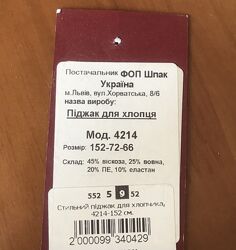 Постачальник ФОП Шпак
Україна
м.Львів, вул.Хорватська, 8/6
назва виробу:
Піджак для хлопця
Мод. 4214
Розмір: 152-72-66
Склад: 45% віскоза, 25% вовна,
20% ПЕ, 10% еластан
552 5 9 52
Стильний піджак для хлопчика,
4214-152 см.
2 000099 340429